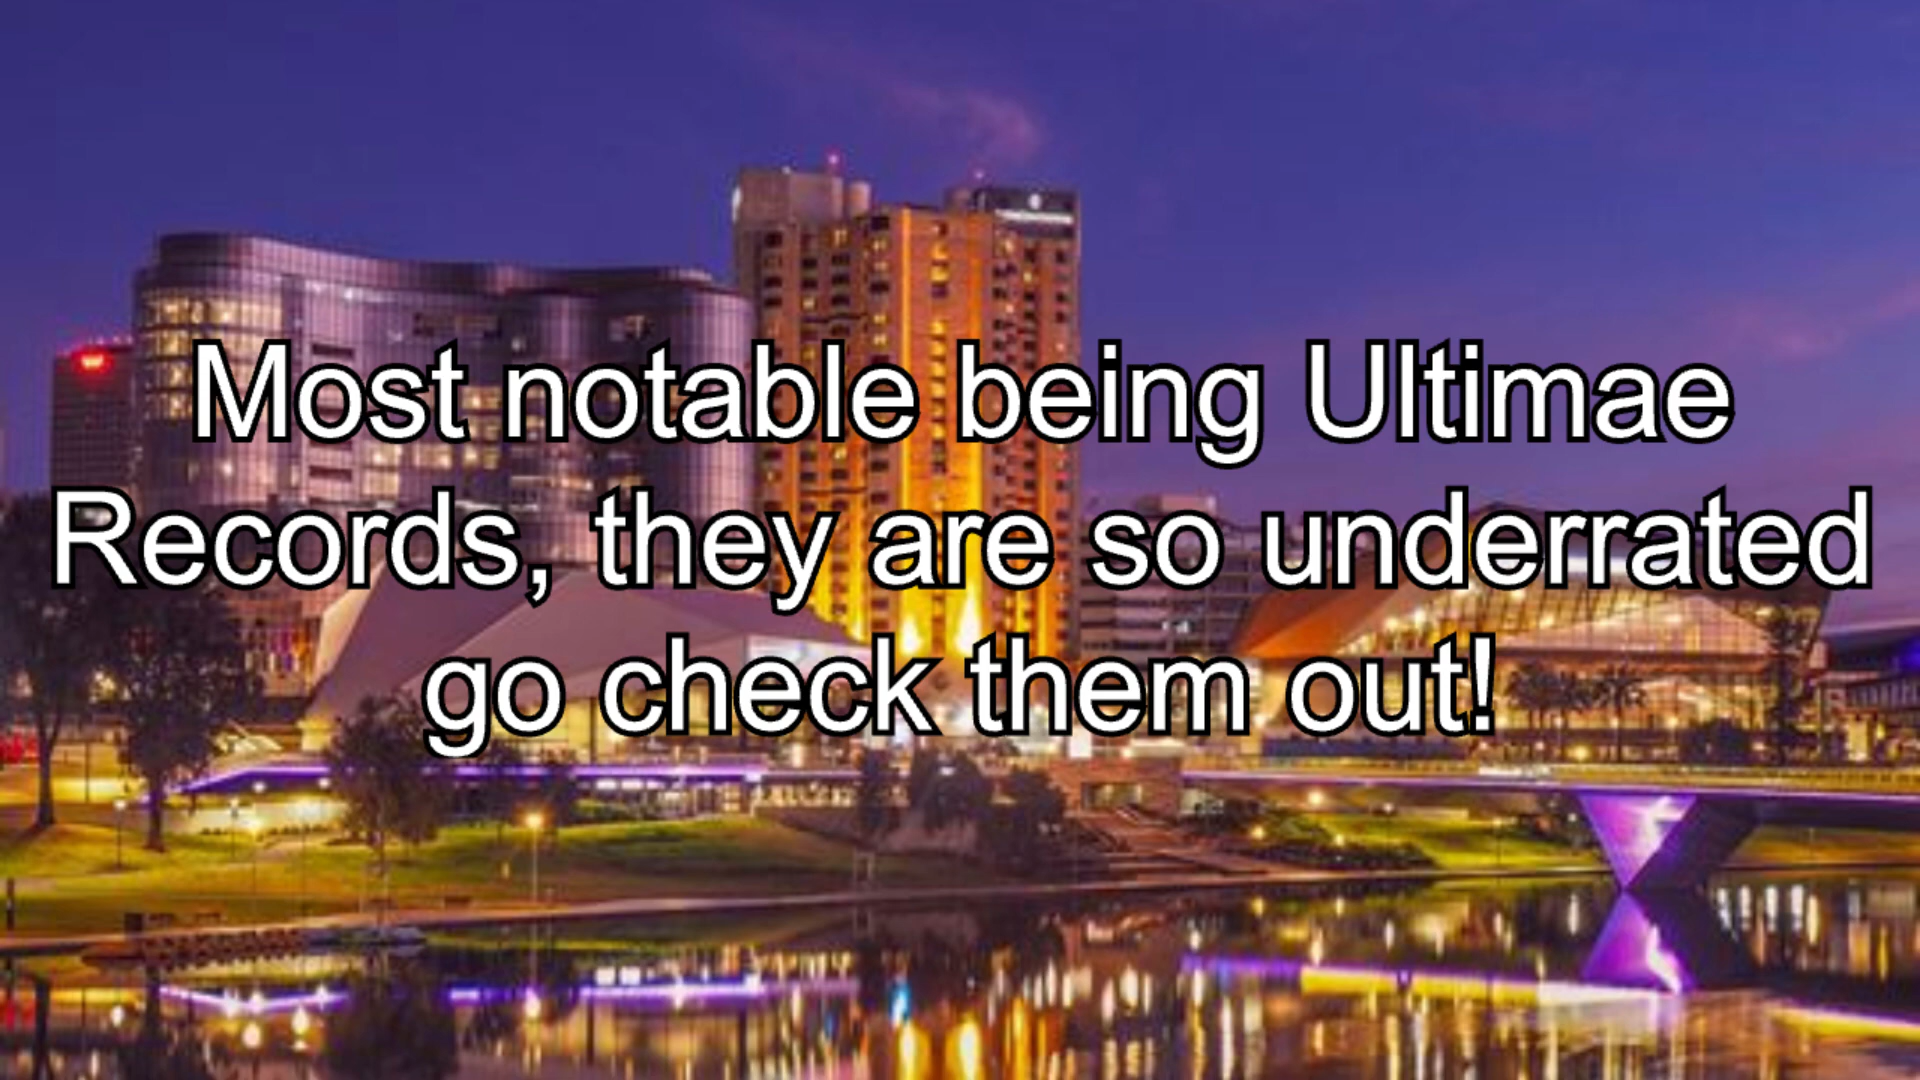 Most notable being Ultimae
Records, they are so underrated
go check them out!